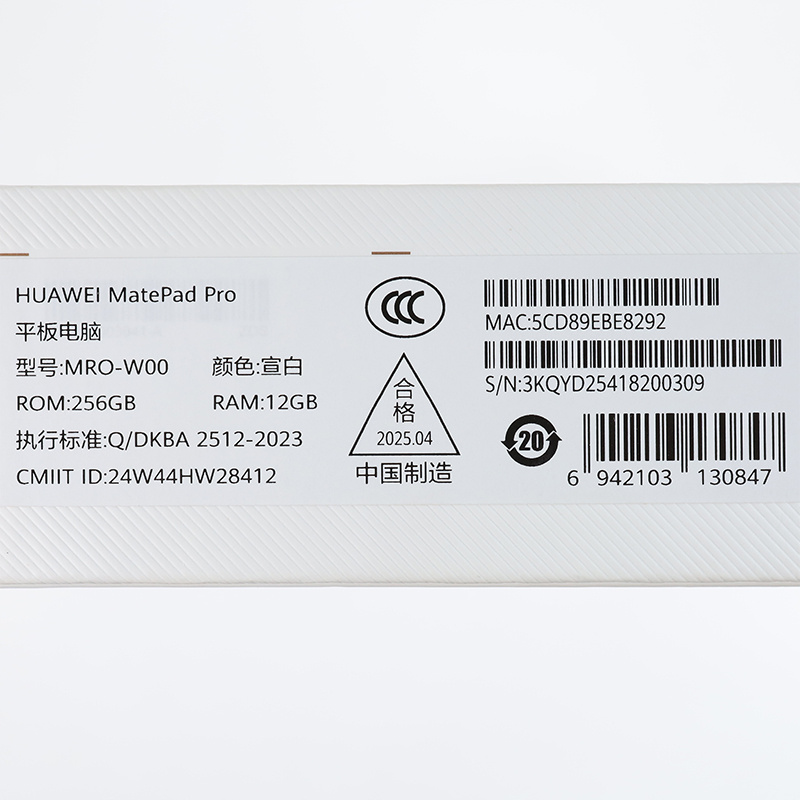 HUAWEI MatePad Pro
平板电脑
型号:MRO-W00 颜色:宣白
ROM:256GB RAM:12GB
执行标准:Q/DKBA 2512-2023
CMIIT ID:24W44HW28412
CCC
合格
2025.04
中国制造
MAC:5CD89EBE8292
S/N:3KQYD25418200309
20
6 942103 130847